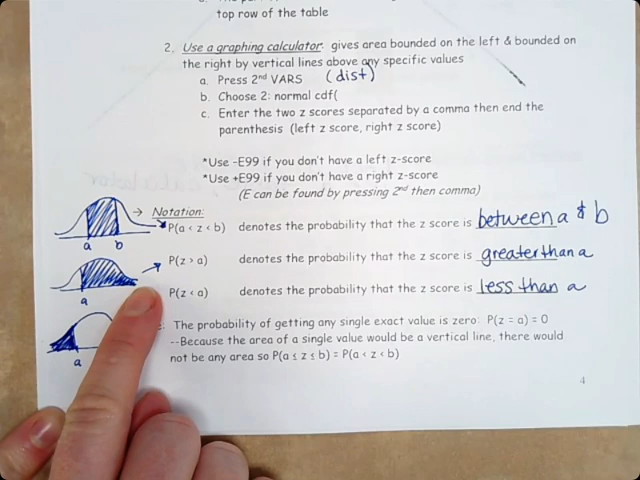 top row of the table
2. Use a graphing calculator: gives area bounded on the left & bounded on
the right by vertical lines above any specific values
a. Press 2nd VARS (dist)
b. Choose 2: normal cdf(
c. Enter the two z scores separated by a comma then end the
parenthesis (left z score, right z score)
*Use -E99 if you don't have a left z-score
*Use +E99 if you don't have a right z-score
(E can be found by pressing 2nd then comma)
→ Notation:
a b
P(a < z < b) denotes the probability that the z score is between a & b
P(z > a) denotes the probability that the z score is greater than a
a
P(z < a) denotes the probability that the z score is less than a
The probability of getting any single exact value is zero: P(z = a) = 0
--Because the area of a single value would be a vertical line, there would
a
not be any area so P(a ≤ z ≤ b) = P(a < z < b)
4